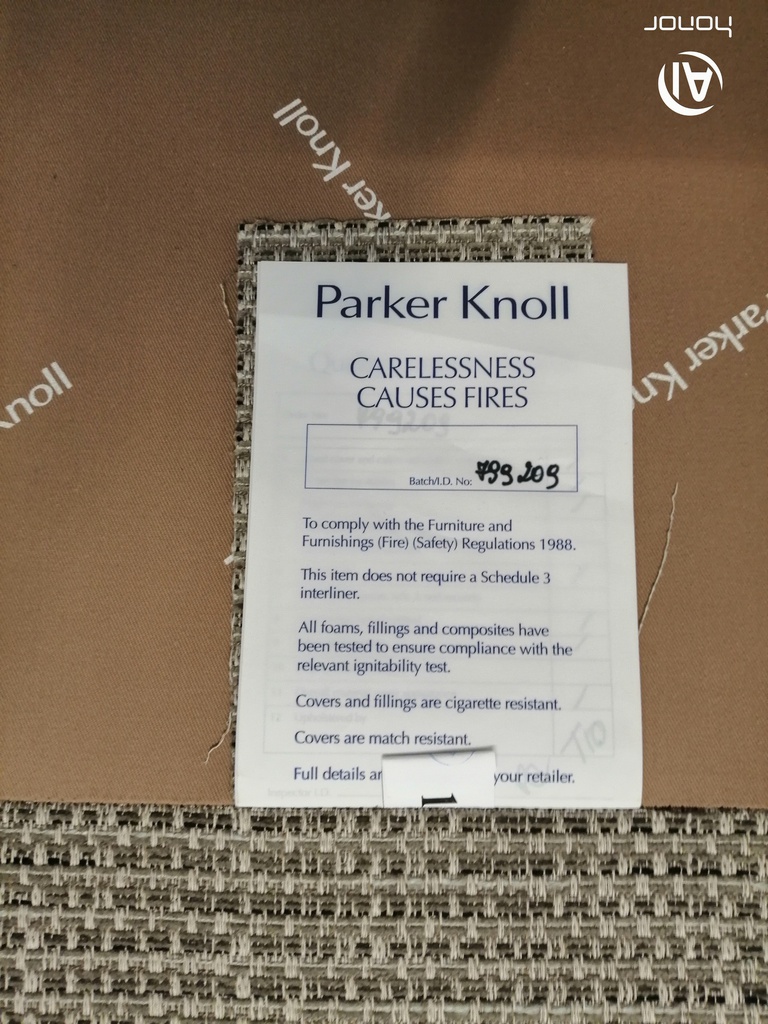 honor
AI
Parker Knoll
Parker Knoll
Parker Knoll
CARELESSNESS
CAUSES FIRES
Batch/I.D. No: 799209
To comply with the Furniture and
Furnishings (Fire) (Safety) Regulations 1988.
This item does not require a Schedule 3
interliner.
All foams, fillings and composites have
been tested to ensure compliance with the
relevant ignitability test.
Covers and fillings are cigarette resistant.
Covers are match resistant.
Full details ar your retailer.
1